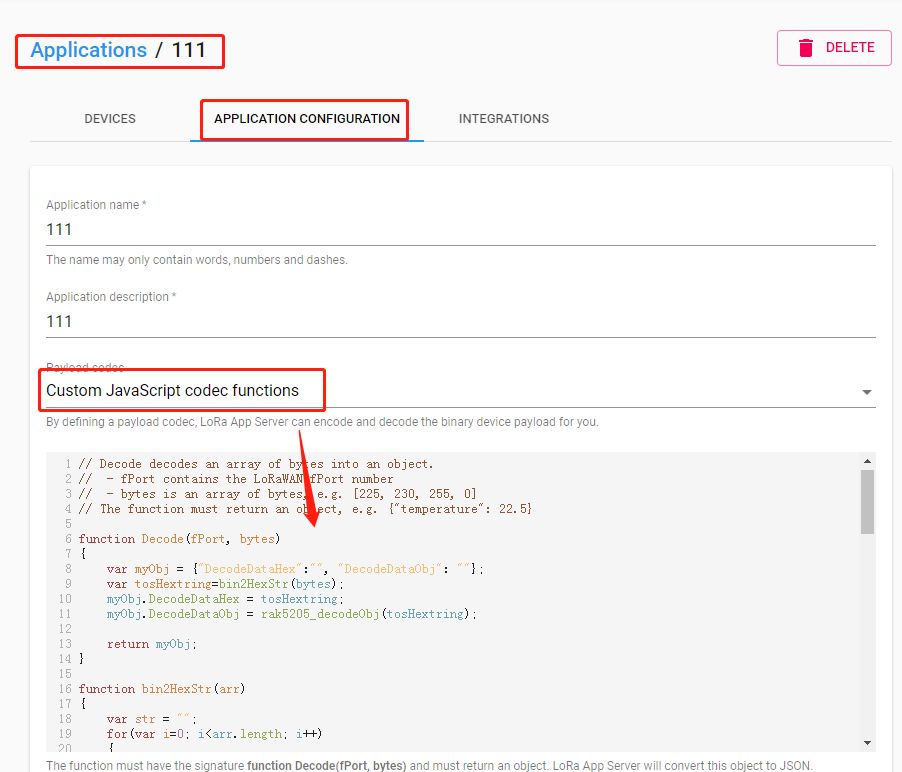 Applications / 111
DELETE
DEVICES
APPLICATION CONFIGURATION
INTEGRATIONS
Application name *
111
The name may only contain words, numbers and dashes.
Application description *
111
Payload codec
Custom JavaScript codec functions
By defining a payload codec, LoRa App Server can encode and decode the binary device payload for you.
1 // Decode decodes an array of bytes into an object.
2 //  - fPort contains the LoRaWAN fPort number
3 //  - bytes is an array of bytes, e.g. [225, 230, 255, 0]
4 // The function must return an object, e.g. {"temperature": 22.5}
5
6 function Decode(fPort, bytes)
7 {
8     var myObj = {"DecodeDataHex":"", "DecodeDataObj": ""};
9     var tosHextring=bin2HexStr(bytes);
10     myObj.DecodeDataHex = tosHextring;
11     myObj.DecodeDataObj = rak5205_decodeObj(tosHextring);
12
13     return myObj;
14 }
15
16 function bin2HexStr(arr)
17 {
18     var str = "";
19     for(var i=0; i<arr.length; i++)
20     {
The function must have the signature function Decode(fPort, bytes) and must return an object. LoRa App Server will convert this object to JSON.